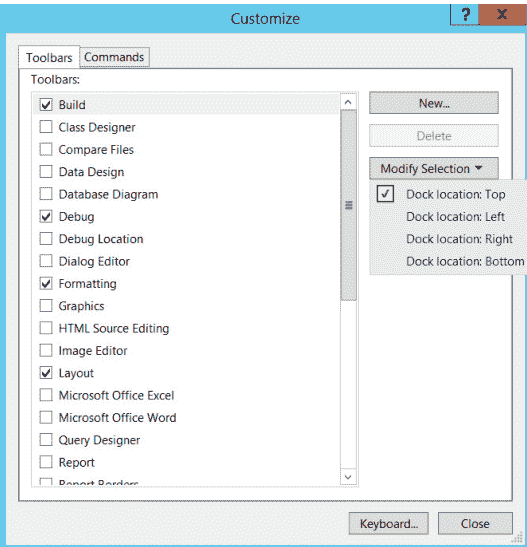 Customize
?
X
Toolbars
Commands
Toolbars:
Build
Class Designer
Compare Files
Data Design
Database Diagram
Debug
Debug Location
Dialog Editor
Formatting
Graphics
HTML Source Editing
Image Editor
Layout
Microsoft Office Excel
Microsoft Office Word
Query Designer
Report
Report Borders
New...
Delete
Modify Selection
Dock location: Top
Dock location: Left
Dock location: Right
Dock location: Bottom
Keyboard...
Close